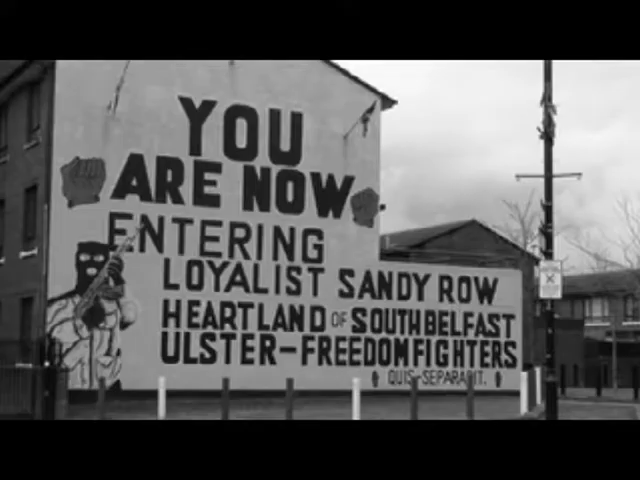 YOU
ARE NOW
ENTERING
LOYALIST SANDY ROW
HEARTLAND OF SOUTH BELFAST
ULSTER-FREEDOM FIGHTERS
QUIS-SEPARABIT.